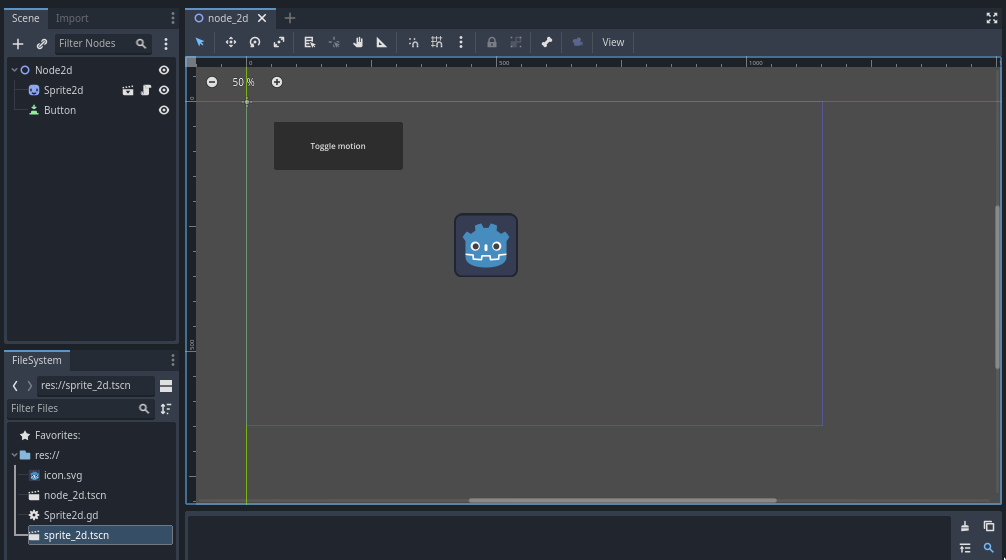 Scene
Import
Filter Nodes
Node2d
Sprite2d
Button
FileSystem
res://sprite_2d.tscn
Filter Files
Favorites:
res://
icon.svg
node_2d.tscn
Sprite2d.gd
sprite_2d.tscn
node_2d
View
0
500
1000
0
500
50 %
Toggle motion